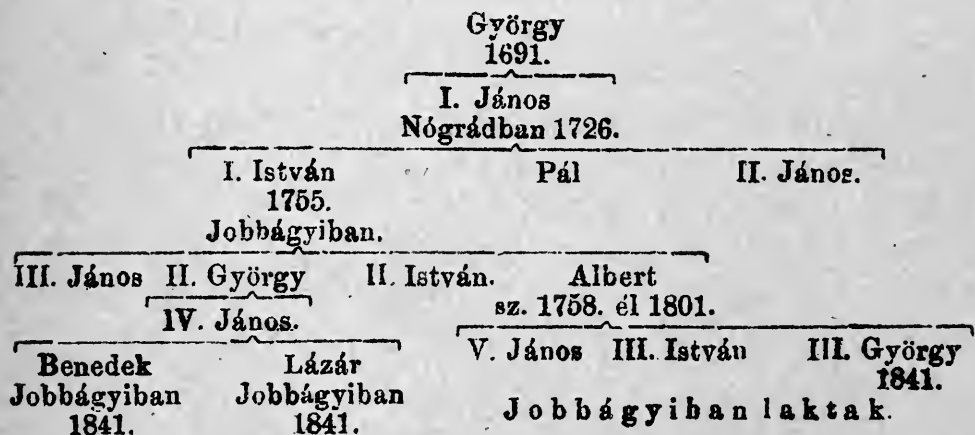 György
1691.
I. János
Nógrádban 1726.
I. István Pál II. János.
1755.
Jobbágyiban.
III. János II. György II. István. Albert
sz. 1758. él 1801.
IV. János. V. János III. István III. György
Benedek Lázár 1841.
Jobbágyiban Jobbágyiban Jobbágyiban laktak.
1841. 1841.